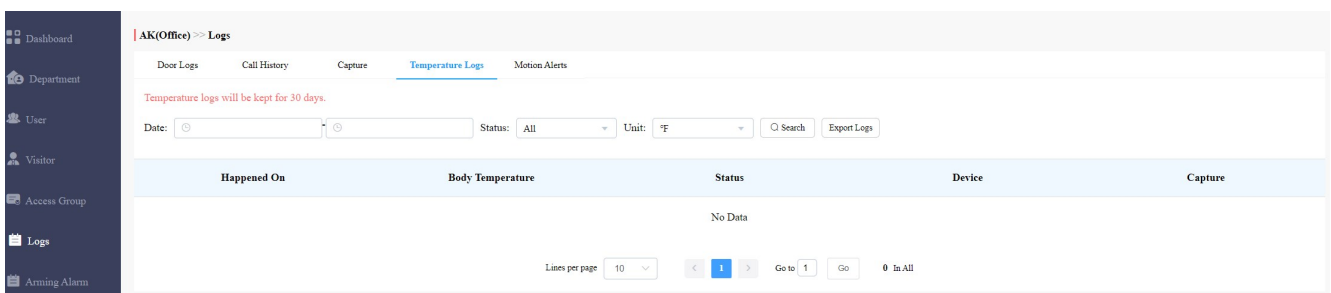 Dashboard
Department
User
Visitor
Access Group
Logs
Arming Alarm
AK(Office) >> Logs
Door Logs Call History Capture Temperature Logs Motion Alerts
Temperature logs will be kept for 30 days.
Date: - Status: All Unit: °F Search Export Logs
Happened On Body Temperature Status Device Capture
No Data
Lines per page 10 < 1 > Go to 1 Go 0 In All